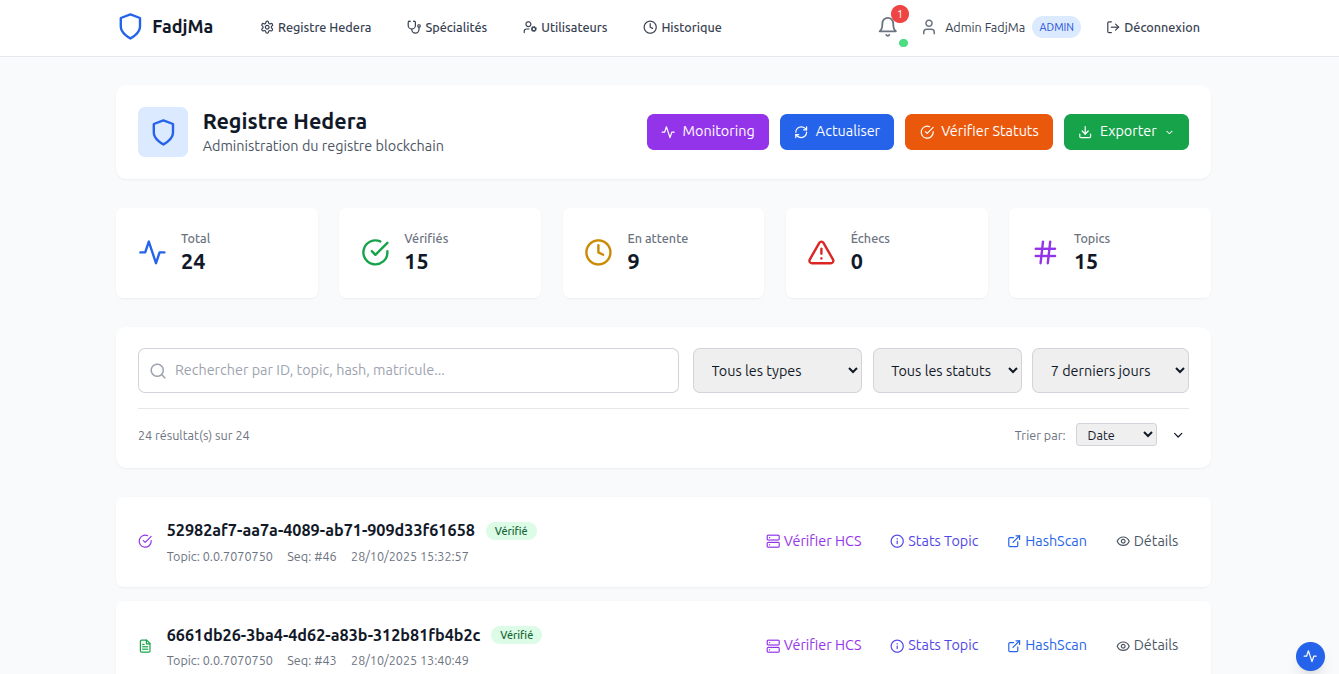 FadjMa
Registre Hedera
Spécialités
Utilisateurs
Historique
1
Admin FadjMa
ADMIN
Déconnexion
Registre Hedera
Administration du registre blockchain
Monitoring
Actualiser
Vérifier Statuts
Exporter
Total
24
Vérifiés
15
En attente
9
Échecs
0
Topics
15
Rechercher par ID, topic, hash, matricule...
Tous les types
Tous les statuts
7 derniers jours
24 résultat(s) sur 24
Trier par:
Date
52982af7-aa7a-4089-ab71-909d33f61658
Vérifié
Topic: 0.0.7070750 Seq: #46 28/10/2025 15:32:57
Vérifier HCS
Stats Topic
HashScan
Détails
6661db26-3ba4-4d62-a83b-312b81fb4b2c
Vérifié
Topic: 0.0.7070750 Seq: #43 28/10/2025 13:40:49
Vérifier HCS
Stats Topic
HashScan
Détails